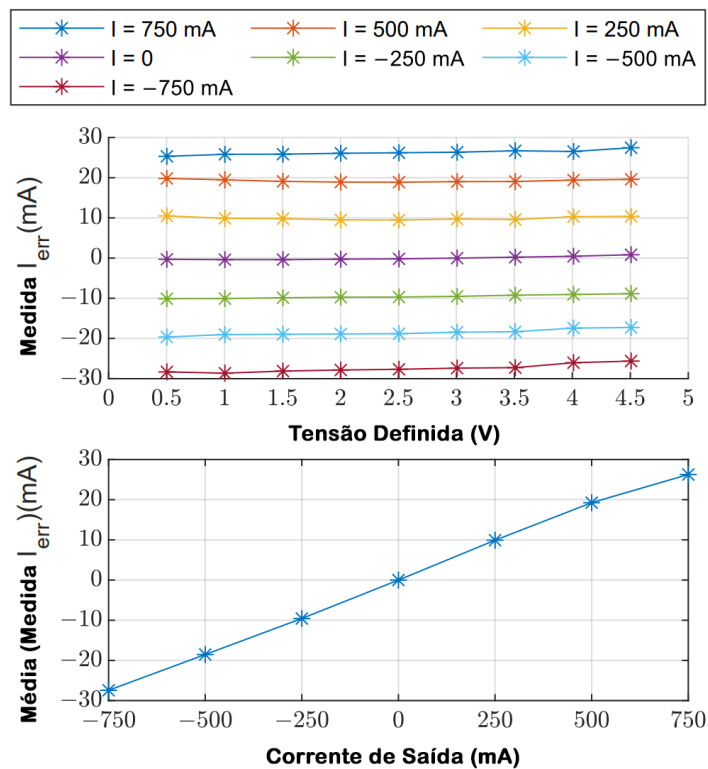 I = 750 mA I = 500 mA I = 250 mA
I = 0 I = −250 mA I = −500 mA
I = −750 mA
Medida I_err(mA)
30
20
10
0
−10
−20
−30
0 0.5 1 1.5 2 2.5 3 3.5 4 4.5 5
Tensão Definida (V)
Média (Medida I_err)(mA)
30
20
10
0
−10
−20
−30
−750 −500 −250 0 250 500 750
Corrente de Saída (mA)